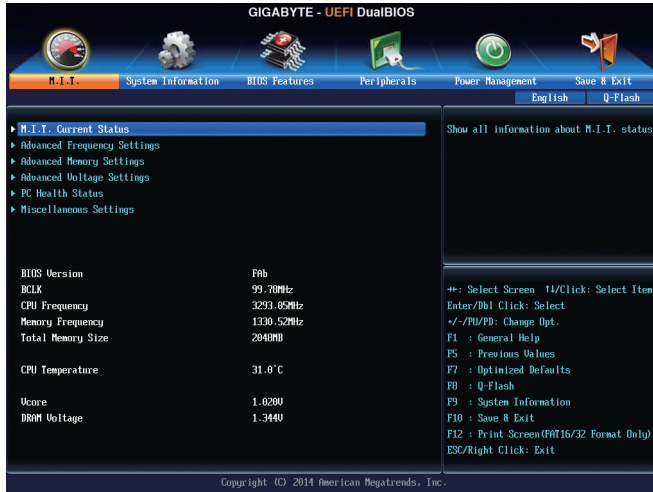 GIGABYTE - UEFI DualBIOS
M.I.T. System Information BIOS Features Peripherals Power Management Save & Exit
English Q-Flash
M.I.T. Current Status
Advanced Frequency Settings
Advanced Memory Settings
Advanced Voltage Settings
PC Health Status
Miscellaneous Settings
BIOS Version FAb
BCLK 99.78MHz
CPU Frequency 3293.05MHz
Memory Frequency 1330.52MHz
Total Memory Size 2048MB
CPU Temperature 31.0°C
Vcore 1.020V
DRAM Voltage 1.344V
Show all information about M.I.T. status
→←: Select Screen ↑↓/Click: Select Item
Enter/Dbl Click: Select
+/-/PU/PD: Change Opt.
F1 : General Help
F5 : Previous Values
F7 : Optimized Defaults
F8 : Q-Flash
F9 : System Information
F10 : Save & Exit
F12 : Print Screen(FAT16/32 Format Only)
ESC/Right Click: Exit
Copyright (C) 2014 American Megatrends, Inc.